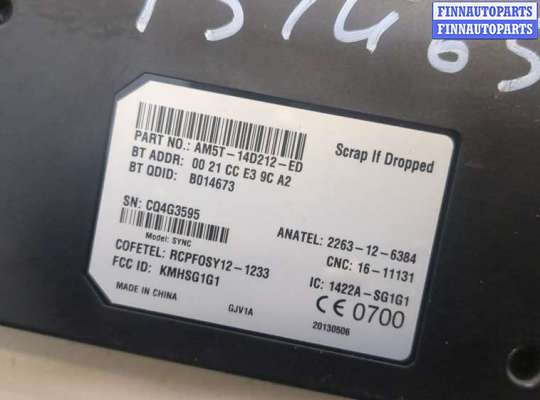 FINNAUTOPARTS
FINNAUTOPARTS
PART NO.: AM5T-14D212-ED
BT ADDR: 00 21 CC E3 9C A2
BT QDID: B014673
Scrap If Dropped
SN: CQ4G3595
Model: SYNC
COFETEL: RCPFOSY12-1233
FCC ID: KMHSG1G1
MADE IN CHINA
GJV1A
ANATEL: 2263-12-6384
CNC: 16-11131
IC: 1422A-SG1G1
CE 0700
20130506